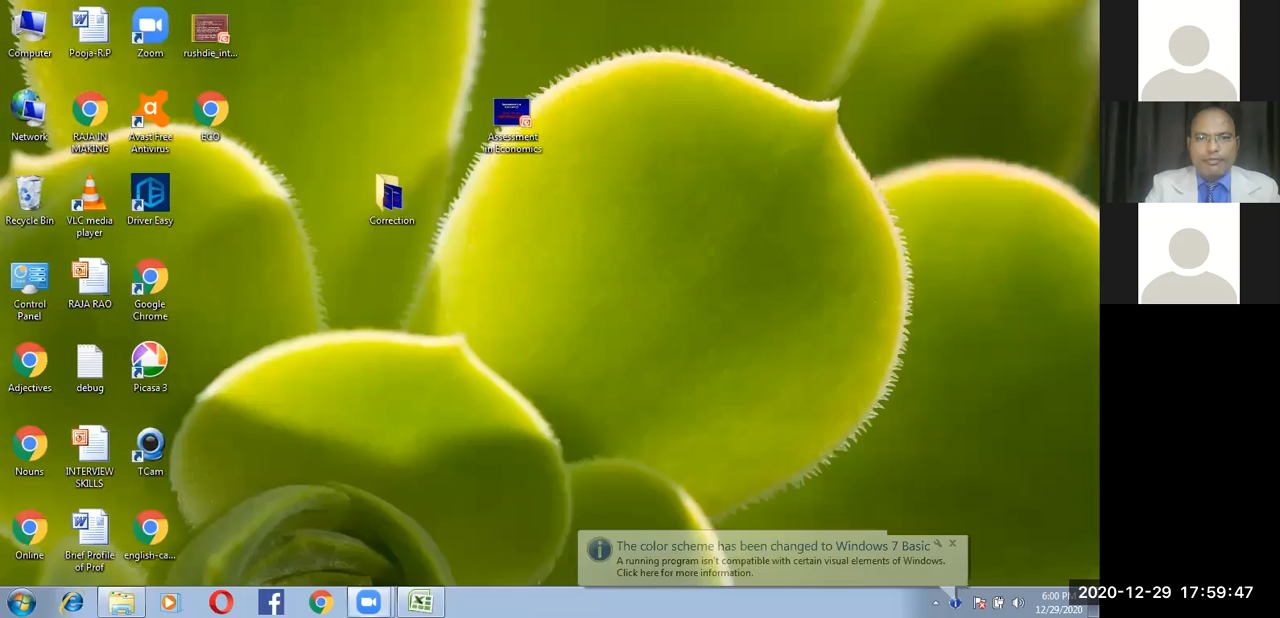 Computer
Pooja-R.P
Zoom
rushdie_int...
Network
RAJA IN
MAKING
Avast Free
Antivirus
EGO
Assessment
in Economics
Recycle Bin
VLC media
player
Driver Easy
Correction
Control
Panel
RAJA RAO
Google
Chrome
Adjectives
debug
Picasa 3
Nouns
INTERVIEW
SKILLS
TCam
Online
Brief Profile
of Prof
english-ca...
The color scheme has been changed to Windows 7 Basic
A running program isn't compatible with certain visual elements of Windows.
Click here for more information.
6:00 PM
12/29/2020
2020-12-29 17:59:47